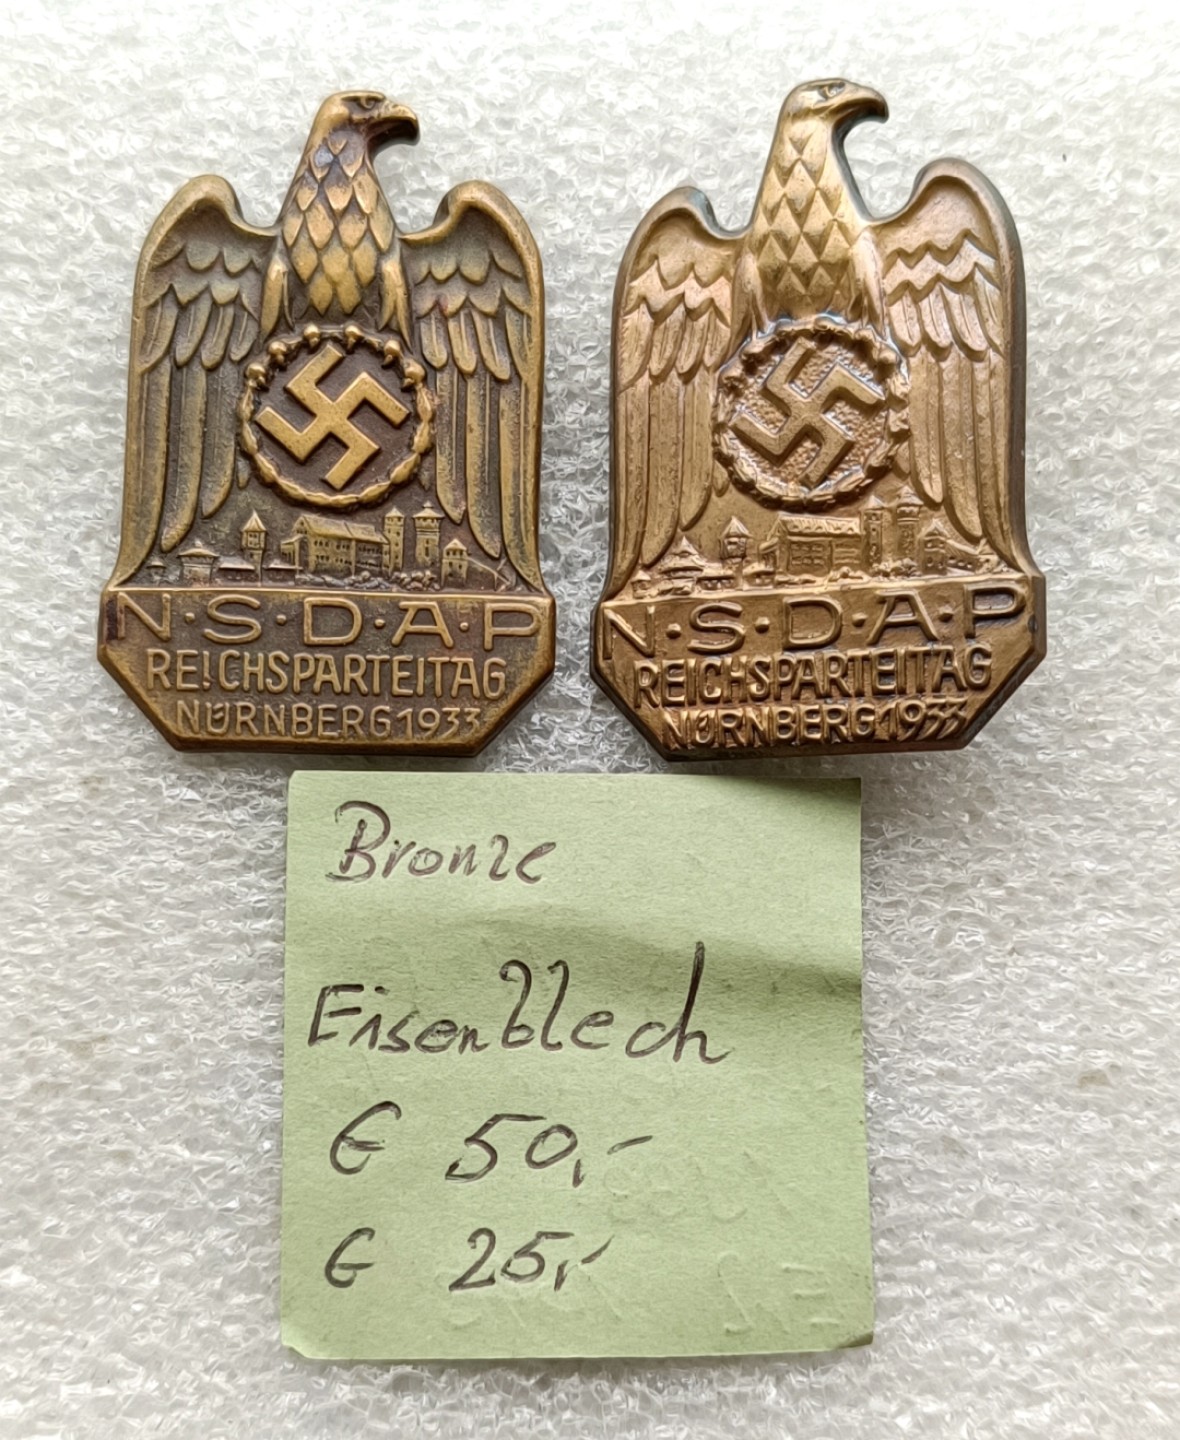 N·S·D·A·P
REICHSPARTEITAG
NÜRNBERG 1933
N·S·D·A·P
REICHSPARTEITAG
NÜRNBERG 1933
Bronze
Eisenblech
€ 50,-
€ 25,-